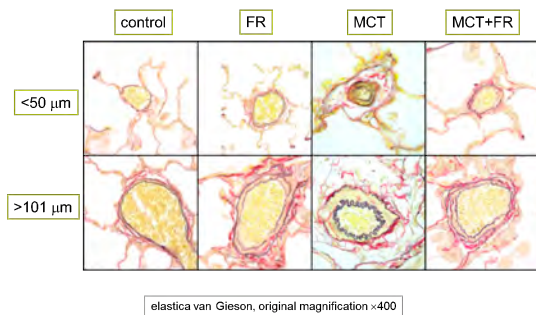 control FR MCT MCT+FR
<50 μm
>101 μm
elastica van Gieson, original magnification ×400